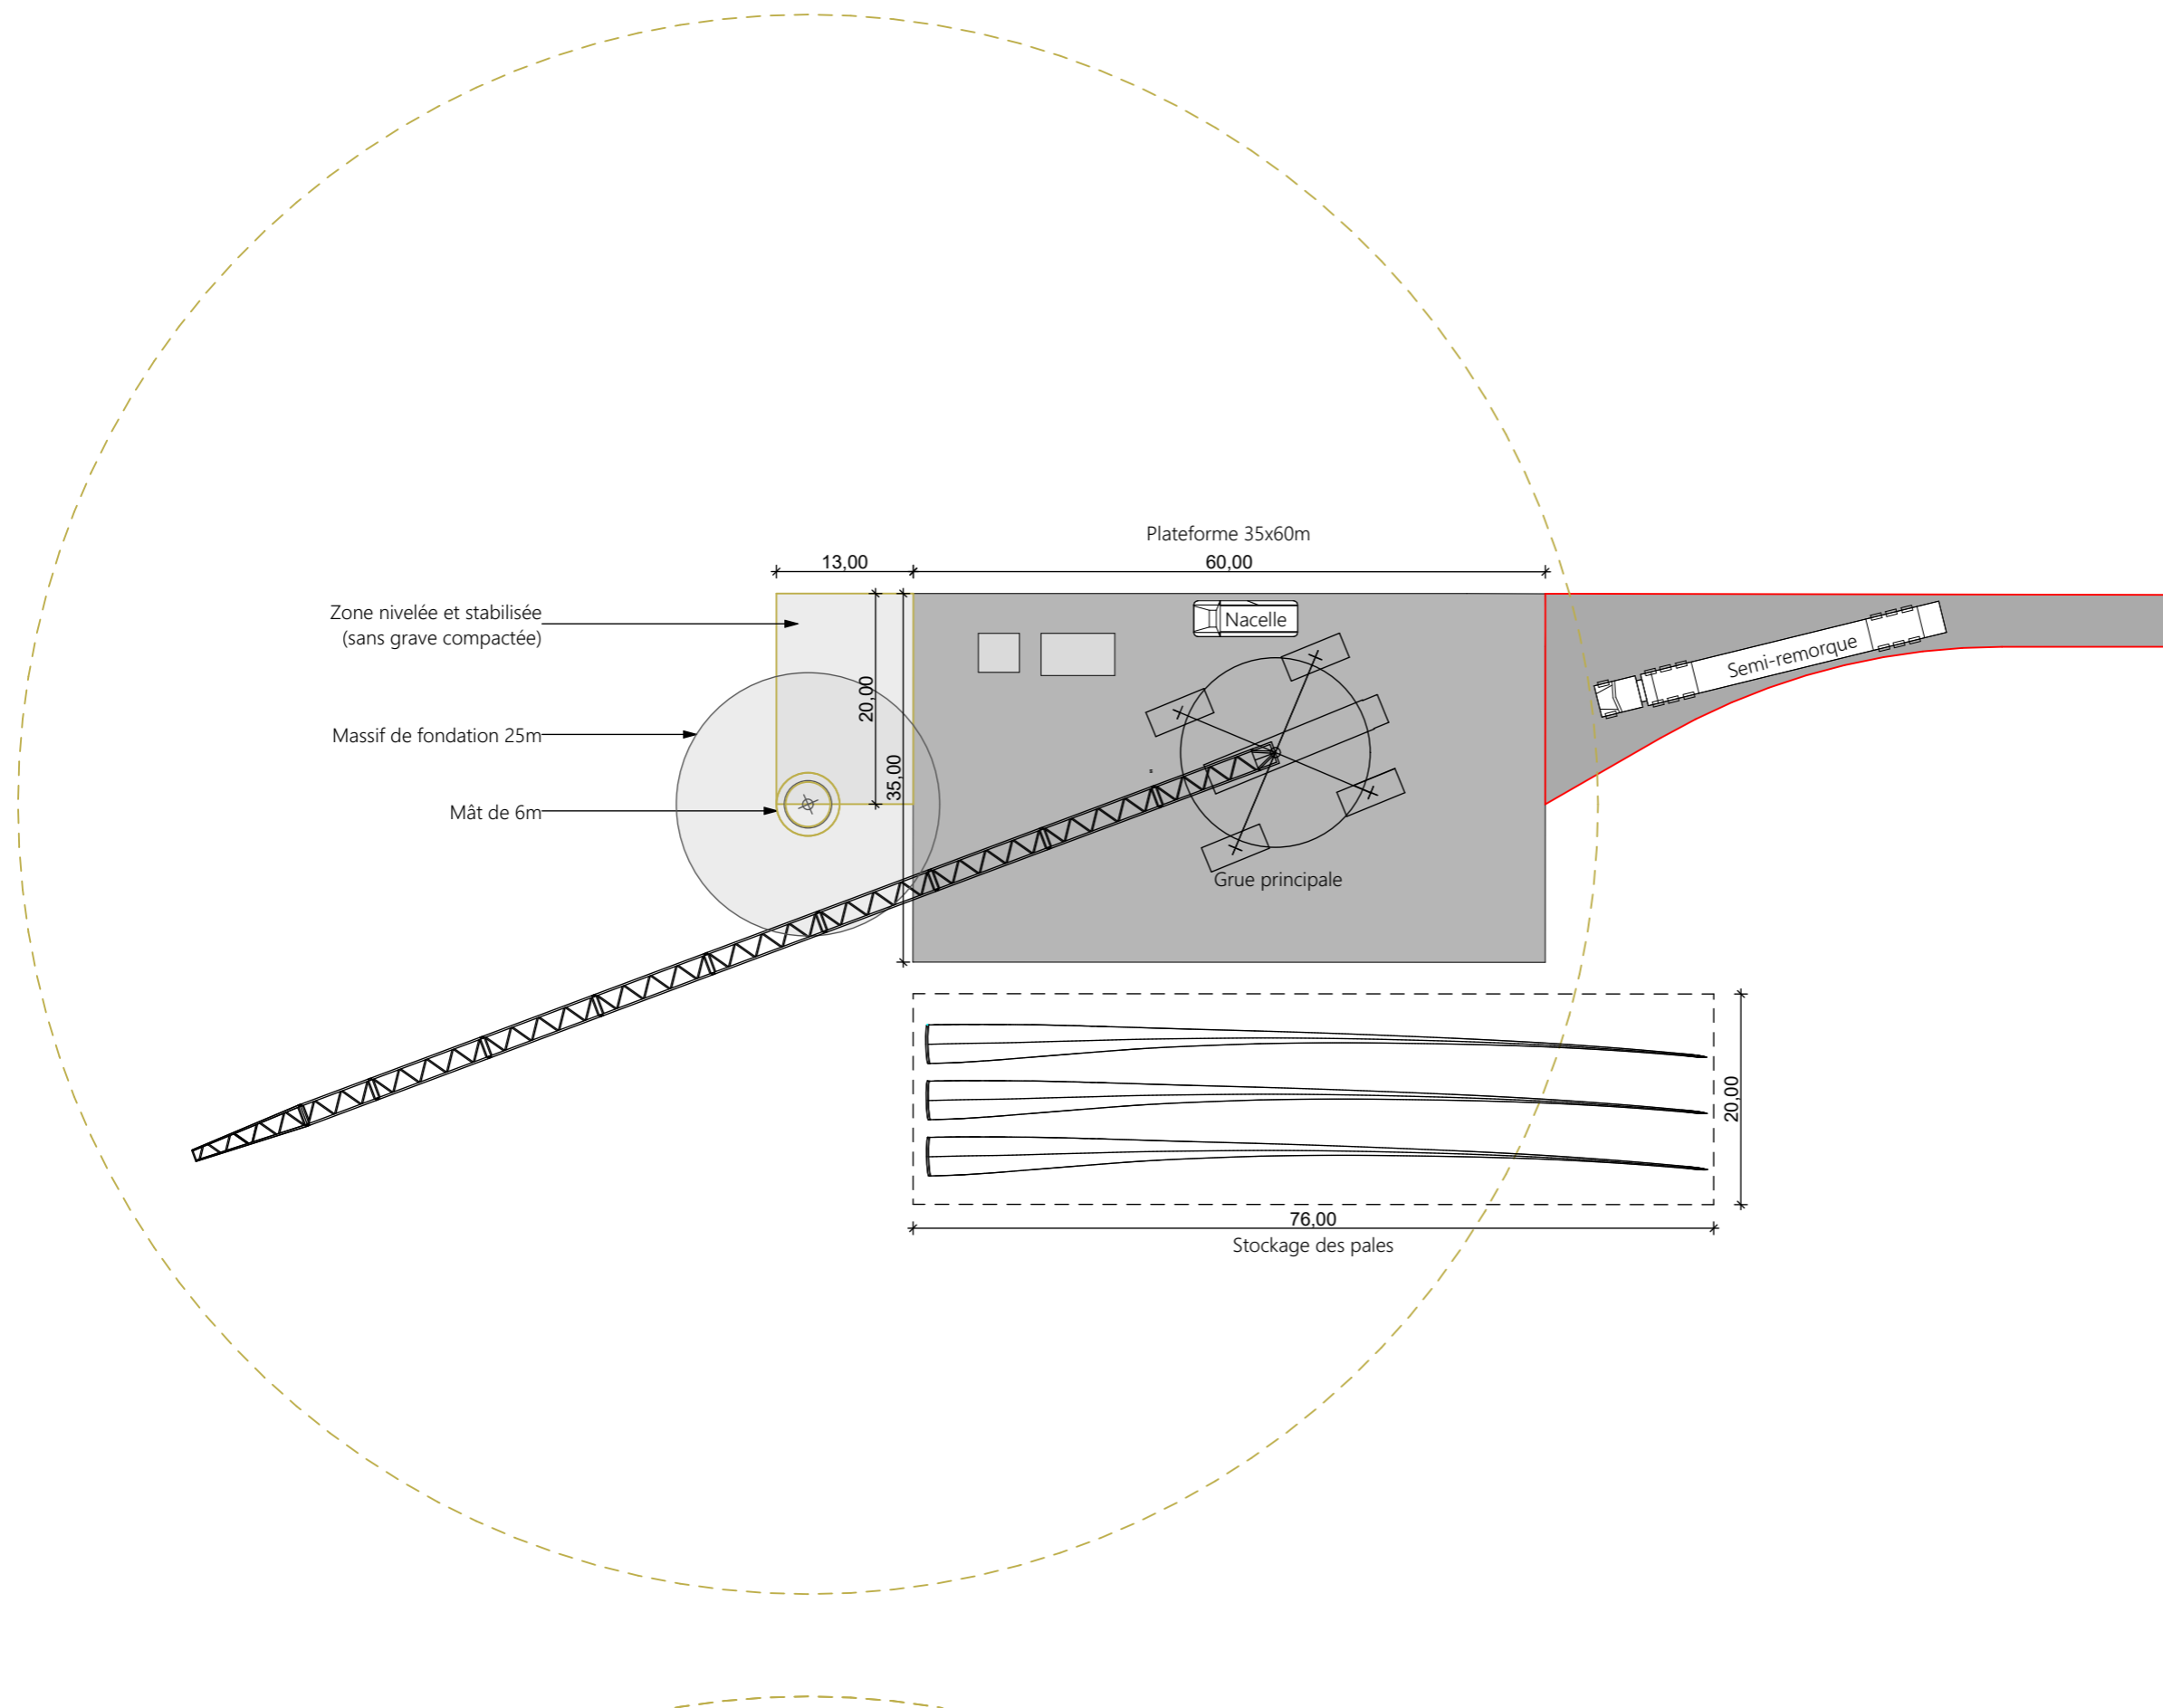 Plateforme 35x60m
13,00
60,00
Zone nivelée et stabilisée
(sans grave compactée)
Nacelle
Semi-remorque
20,00
Massif de fondation 25m
35,00
Mât de 6m
Grue principale
20,00
76,00
Stockage des pales